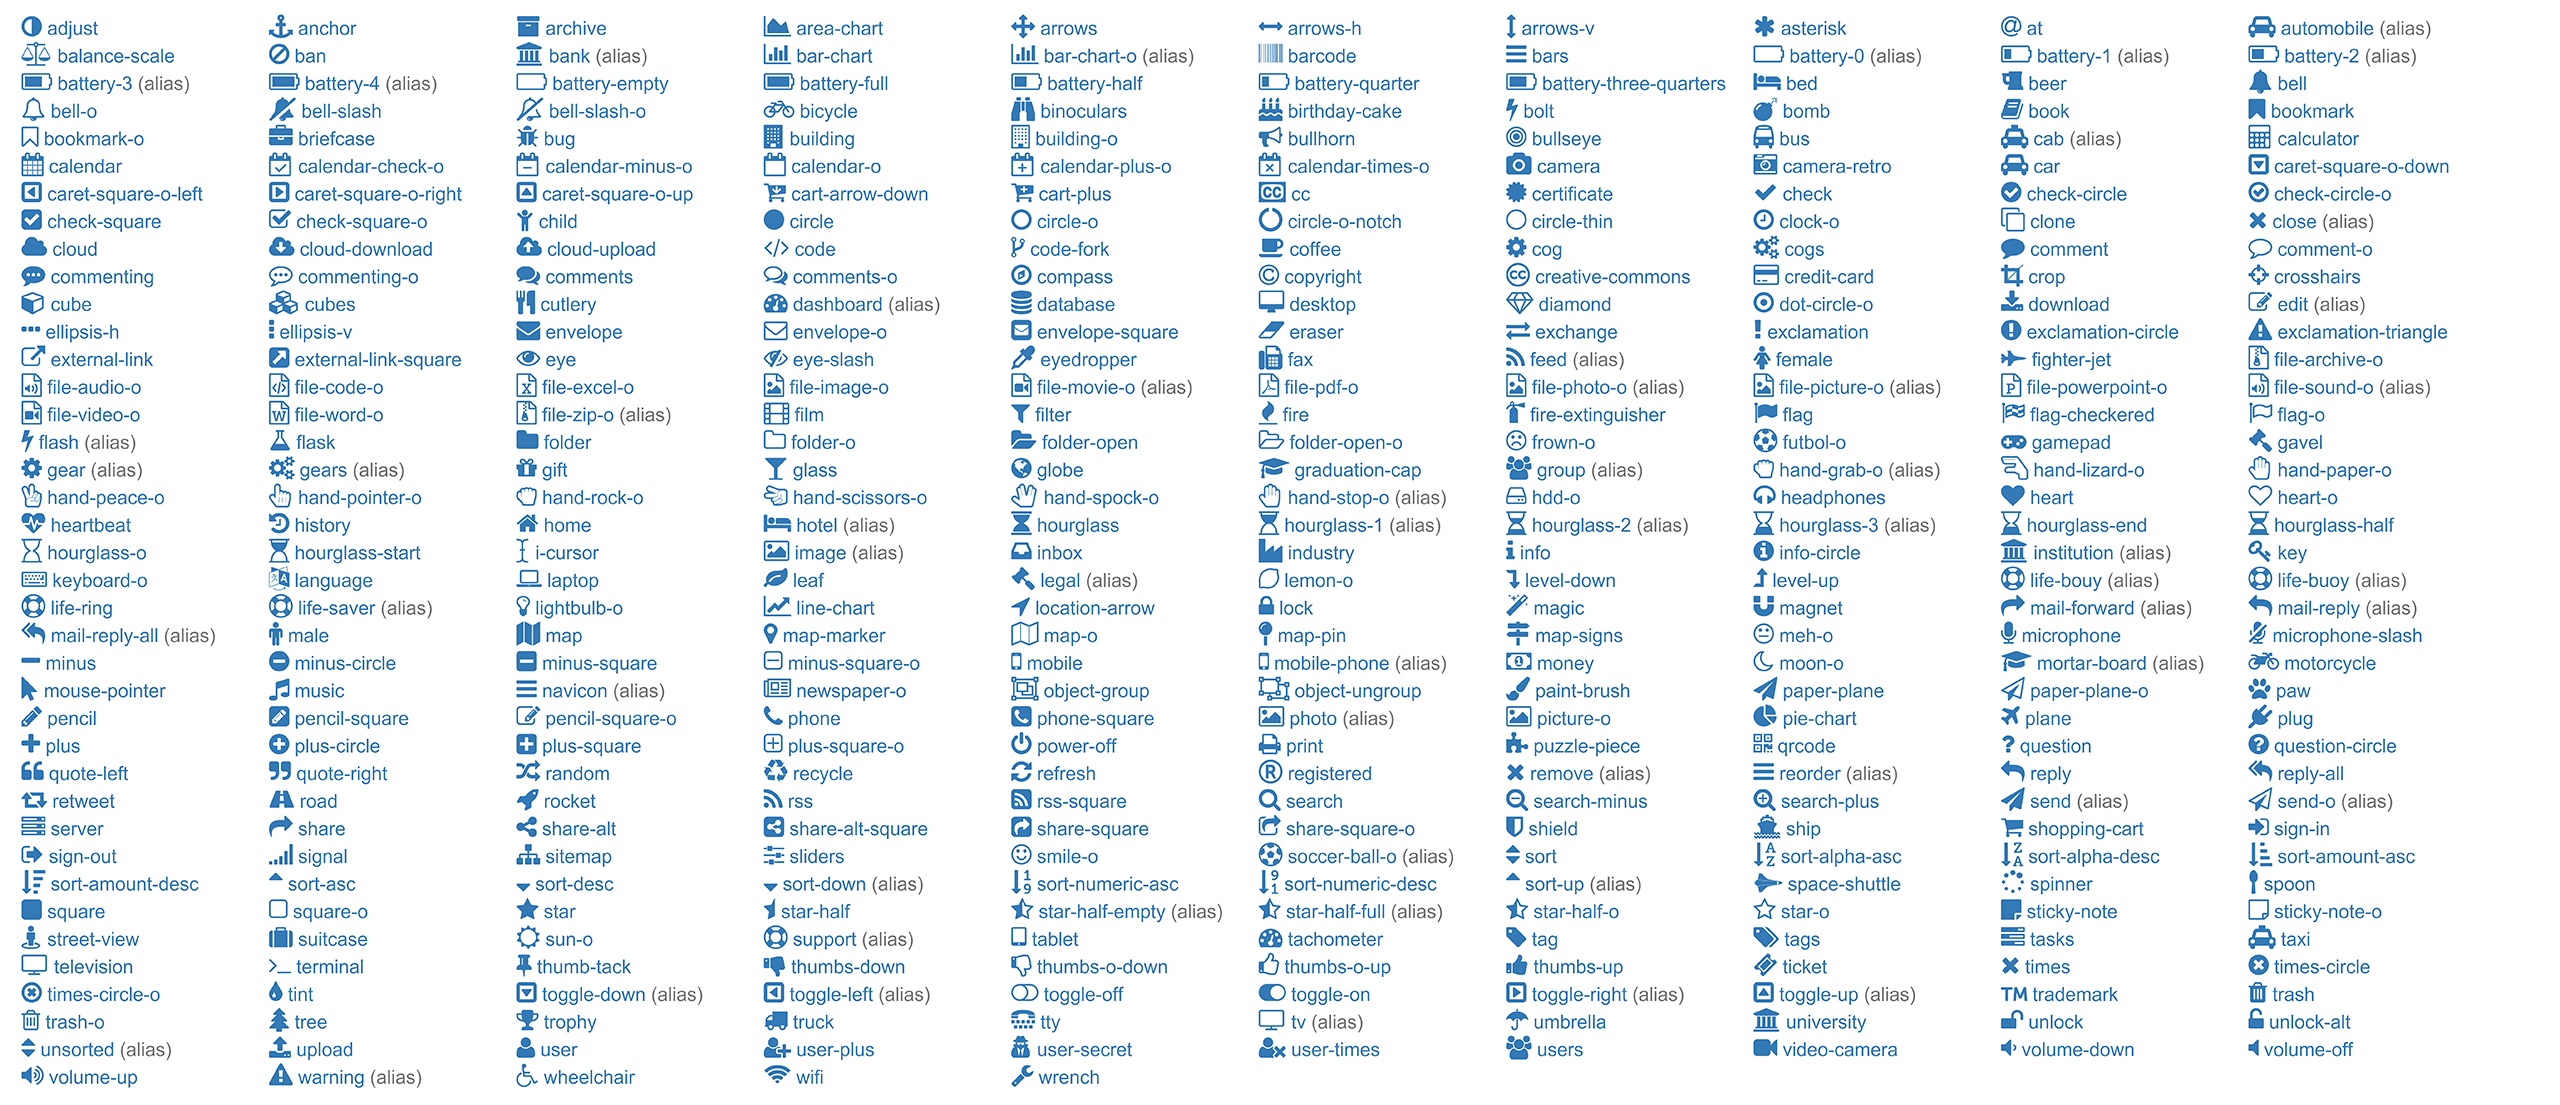 adjust anchor archive area-chart arrows arrows-h arrows-v asterisk at automobile (alias)
balance-scale ban bank (alias) bar-chart bar-chart-o (alias) barcode bars battery-0 (alias) battery-1 (alias) battery-2 (alias)
battery-3 (alias) battery-4 (alias) battery-empty battery-full battery-half battery-quarter battery-three-quarters bed beer bell
bell-o bell-slash bell-slash-o bicycle binoculars birthday-cake bolt bomb book bookmark
bookmark-o briefcase bug building building-o bullhorn bullseye bus cab (alias) calculator
calendar calendar-check-o calendar-minus-o calendar-o calendar-plus-o calendar-times-o camera camera-retro car caret-square-o-down
caret-square-o-left caret-square-o-right caret-square-o-up cart-arrow-down cart-plus cc certificate check check-circle check-circle-o
check-square check-square-o child circle circle-o circle-o-notch circle-thin clock-o clone close (alias)
cloud cloud-download cloud-upload code code-fork coffee cog cogs comment comment-o
commenting commenting-o comments comments-o compass copyright creative-commons credit-card crop crosshairs
cube cubes cutlery dashboard (alias) database desktop diamond dot-circle-o download edit (alias)
ellipsis-h ellipsis-v envelope envelope-o envelope-square eraser exchange exclamation exclamation-circle exclamation-triangle
external-link external-link-square eye eye-slash eyedropper fax feed (alias) female fighter-jet file-archive-o
file-audio-o file-code-o file-excel-o file-image-o file-movie-o (alias) file-pdf-o file-photo-o (alias) file-picture-o (alias) file-powerpoint-o file-sound-o (alias)
file-video-o file-word-o file-zip-o (alias) film filter fire fire-extinguisher flag flag-checkered flag-o
flash (alias) flask folder folder-o folder-open folder-open-o frown-o futbol-o gamepad gavel
gear (alias) gears (alias) gift glass globe graduation-cap group (alias) hand-grab-o (alias) hand-lizard-o hand-paper-o
hand-peace-o hand-pointer-o hand-rock-o hand-scissors-o hand-spock-o hand-stop-o (alias) hdd-o headphones heart heart-o
heartbeat history home hotel (alias) hourglass hourglass-1 (alias) hourglass-2 (alias) hourglass-3 (alias) hourglass-end hourglass-half
hourglass-o hourglass-start i-cursor image (alias) inbox industry info info-circle institution (alias) key
keyboard-o language laptop leaf legal (alias) lemon-o level-down level-up life-bouy (alias) life-buoy (alias)
life-ring life-saver (alias) lightbulb-o line-chart location-arrow lock magic magnet mail-forward (alias) mail-reply (alias)
mail-reply-all (alias) male map map-marker map-o map-pin map-signs meh-o microphone microphone-slash
minus minus-circle minus-square minus-square-o mobile mobile-phone (alias) money moon-o mortar-board (alias) motorcycle
mouse-pointer music navicon (alias) newspaper-o object-group object-ungroup paint-brush paper-plane paper-plane-o paw
pencil pencil-square pencil-square-o phone phone-square photo (alias) picture-o pie-chart plane plug
plus plus-circle plus-square plus-square-o power-off print puzzle-piece qrcode question question-circle
quote-left quote-right random recycle refresh registered remove (alias) reorder (alias) reply reply-all
retweet road rocket rss rss-square search search-minus search-plus send (alias) send-o (alias)
server share share-alt share-alt-square share-square share-square-o shield ship shopping-cart sign-in
sign-out signal sitemap sliders smile-o soccer-ball-o (alias) sort sort-alpha-asc sort-alpha-desc sort-amount-asc
sort-amount-desc sort-asc sort-desc sort-down (alias) sort-numeric-asc sort-numeric-desc sort-up (alias) space-shuttle spinner spoon
square square-o star star-half star-half-empty (alias) star-half-full (alias) star-half-o star-o sticky-note sticky-note-o
street-view suitcase sun-o support (alias) tablet tachometer tag tags tasks taxi
television terminal thumb-tack thumbs-down thumbs-o-down thumbs-o-up thumbs-up ticket times times-circle
times-circle-o tint toggle-down (alias) toggle-left (alias) toggle-off toggle-on toggle-right (alias) toggle-up (alias) TM trademark trash
trash-o tree trophy truck tty tv (alias) umbrella university unlock unlock-alt
unsorted (alias) upload user user-plus user-secret user-times users video-camera volume-down volume-off
volume-up warning (alias) wheelchair wifi wrench